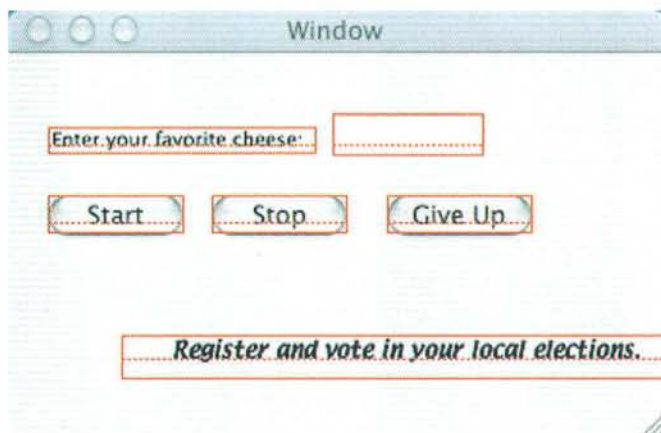 Window
Enter your favorite cheese:
Start Stop Give Up
Register and vote in your local elections.